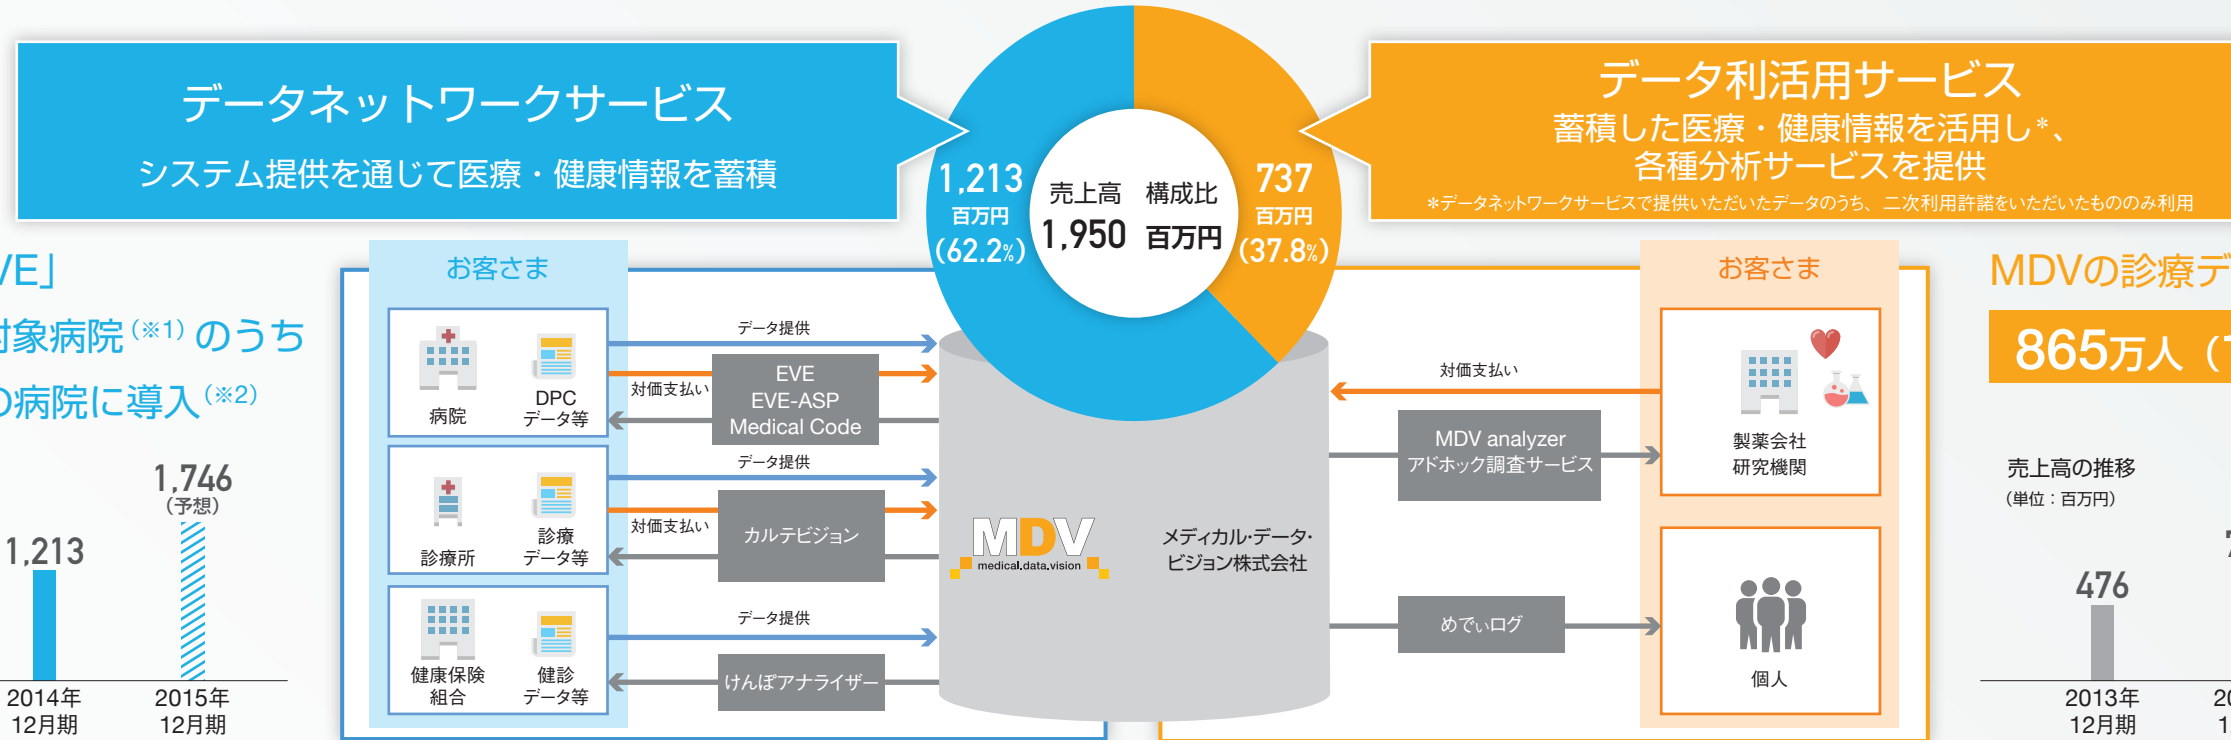 データネットワークサービス
システム提供を通じて医療・健康情報を蓄積
1,213
百万円
(62.2%)
売上高 構成比
1,950 百万円
737
百万円
(37.8%)
データ利活用サービス
蓄積した医療・健康情報を活用し*、
各種分析サービスを提供
*データネットワークサービスで提供いただいたデータのうち、二次利用許諾をいただいたもののみ利用
VE」
対象病院(※1)のうち
の病院に導入(※2)
1,213
1,746
(予想)
2014年
12月期
2015年
12月期
お客さま
病院
DPC
データ等
データ提供
対価支払い
EVE
EVE-ASP
Medical Code
診療所
診療
データ等
データ提供
対価支払い
カルテビジョン
健康保険
組合
健診
データ等
データ提供
けんぽアナライザー
MDV
medical.data.vision
メディカル・データ・
ビジョン株式会社
お客さま
対価支払い
MDV analyzer
アドホック調査サービス
製薬会社
研究機関
めでぃログ
個人
MDVの診療デ
865万人(
売上高の推移
(単位:百万円)
476
7
2013年
12月期
20
1